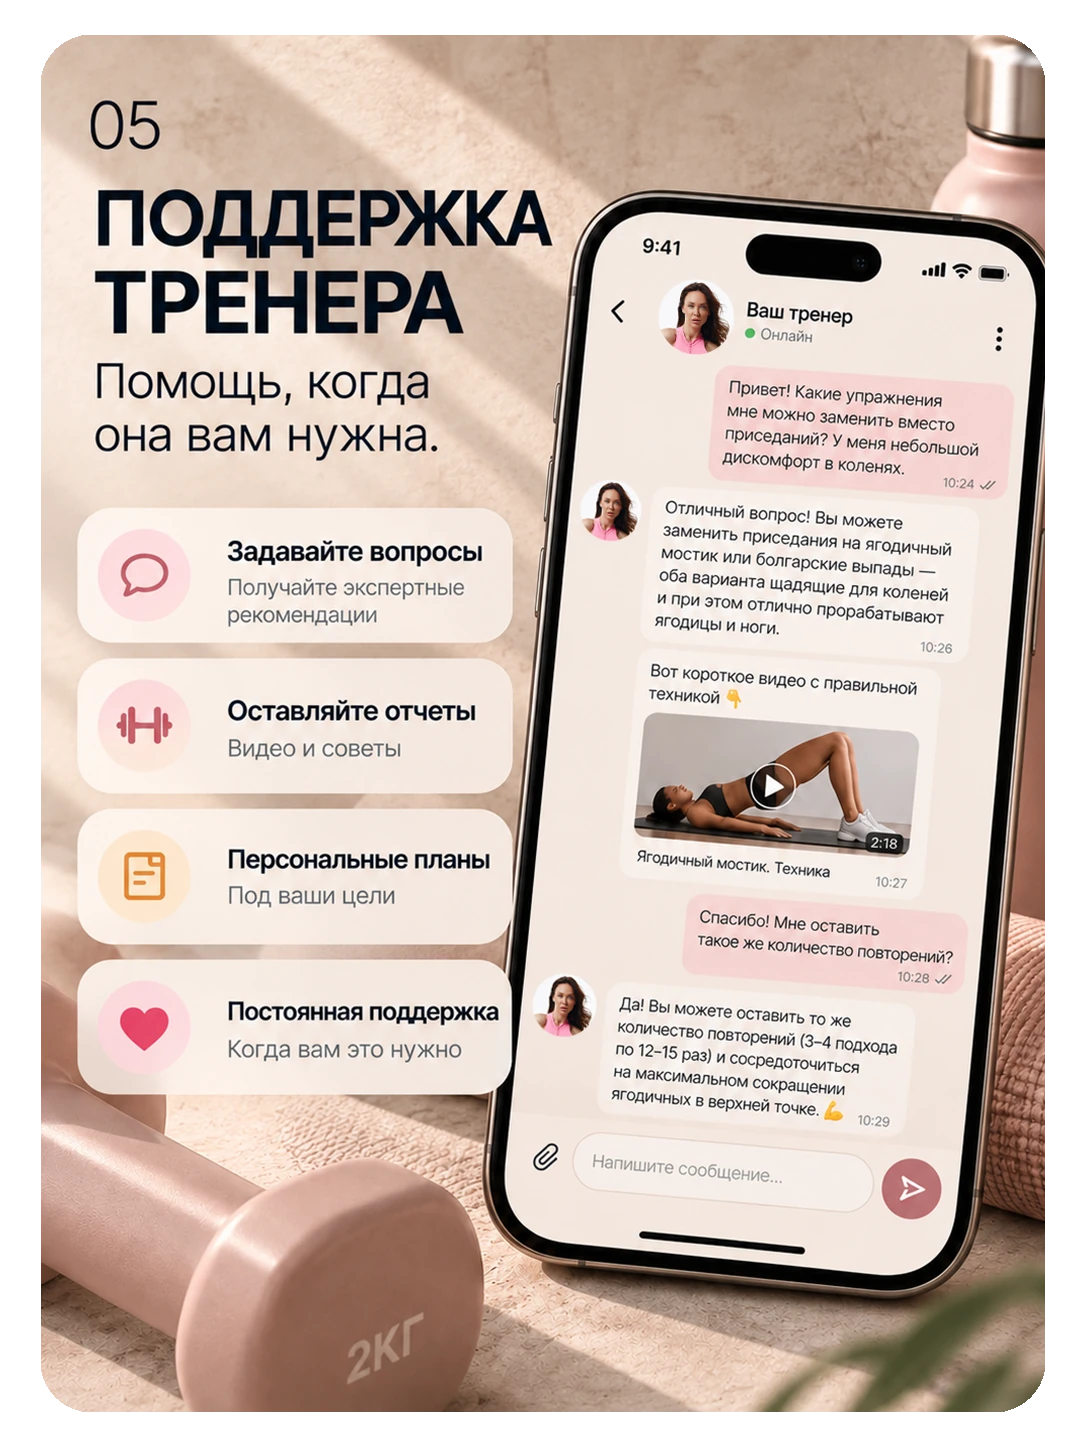 05
ПОДДЕРЖКА
ТРЕНЕРА
Помощь, когда
она вам нужна.
Задавайте вопросы
Получайте экспертные
рекомендации
Оставляйте отчеты
Видео и советы
Персональные планы
Под ваши цели
Постоянная поддержка
Когда вам это нужно
9:41
Ваш тренер
Онлайн
Привет! Какие упражнения
мне можно заменить вместо
приседаний? У меня небольшой
дискомфорт в коленях.
10:24
Отличный вопрос! Вы можете
заменить приседания на ягодичный
мостик или болгарские выпады —
оба варианта щадящие для коленей
и при этом отлично прорабатывают
ягодицы и ноги.
10:26
Вот короткое видео с правильной
техникой 👇
2:18
Ягодичный мостик. Техника
10:27
Спасибо! Мне оставить
такое же количество повторений?
10:28
Да! Вы можете оставить то же
количество повторений (3–4 подхода
по 12–15 раз) и сосредоточиться
на максимальном сокращении
ягодичных в верхней точке. 💪
10:29
Напишите сообщение...
2КГ